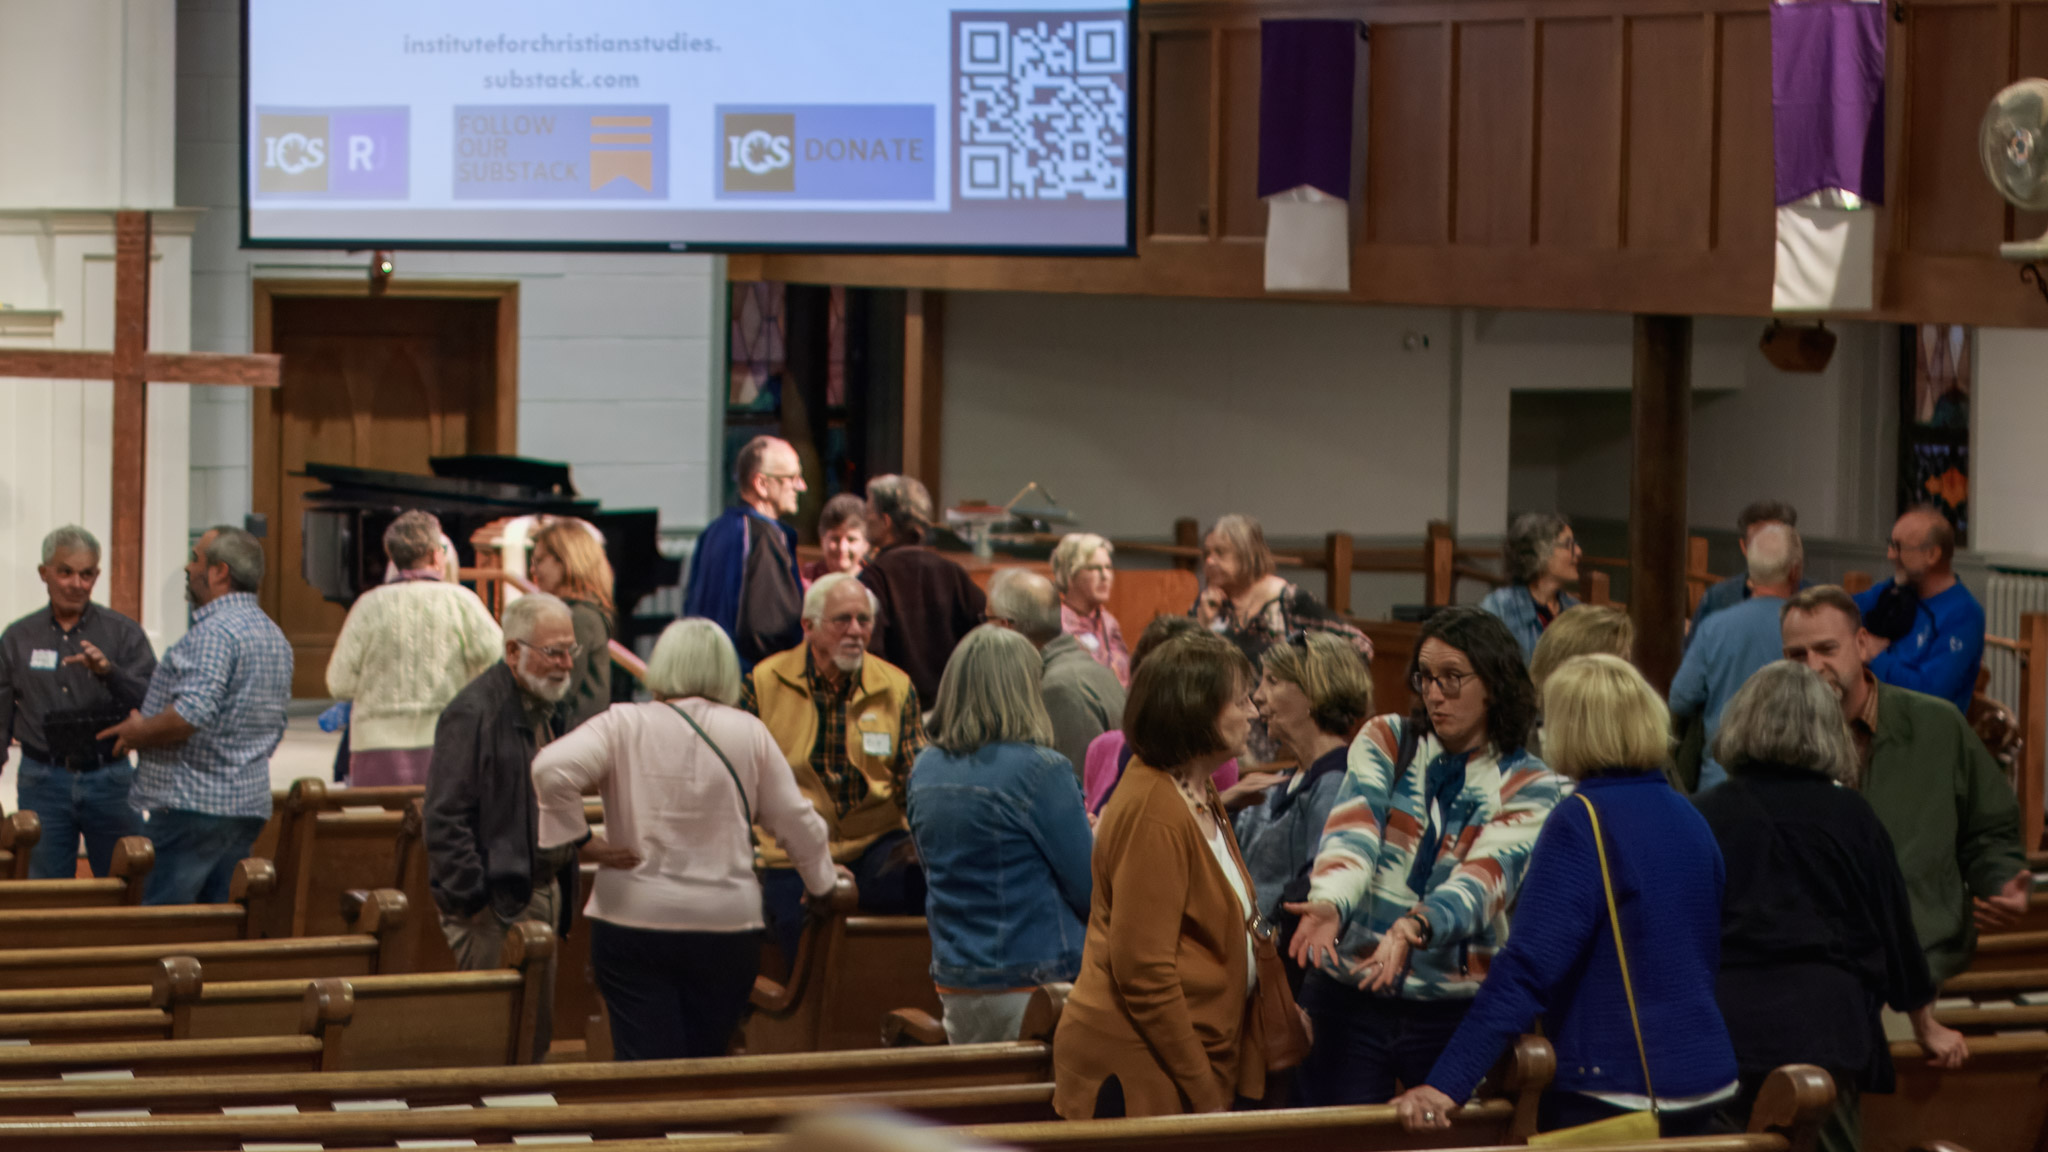 instituteforchristianstudies.
substack.com
ICS R
FOLLOW
OUR
SUBSTACK
ICS DONATE